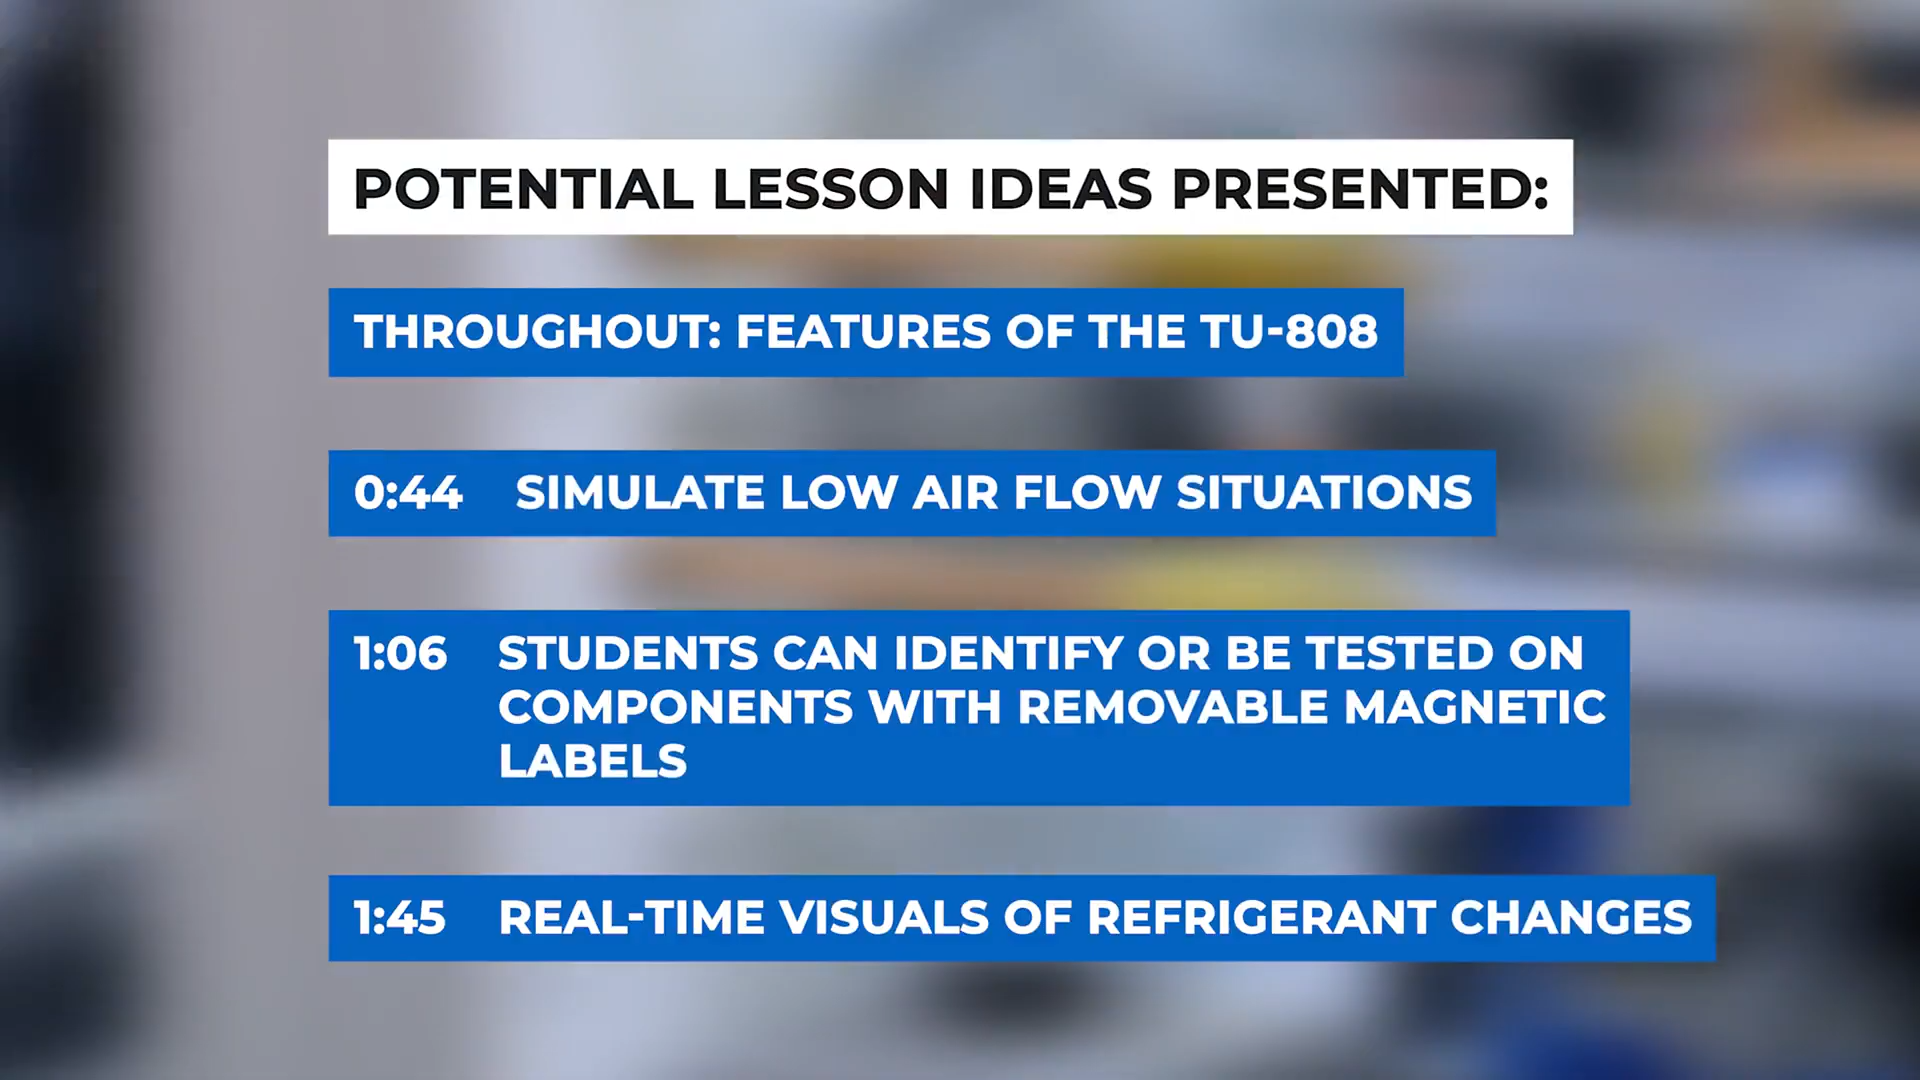 POTENTIAL LESSON IDEAS PRESENTED:
THROUGHOUT: FEATURES OF THE TU-808
0:44 SIMULATE LOW AIR FLOW SITUATIONS
1:06 STUDENTS CAN IDENTIFY OR BE TESTED ON
COMPONENTS WITH REMOVABLE MAGNETIC
LABELS
1:45 REAL-TIME VISUALS OF REFRIGERANT CHANGES